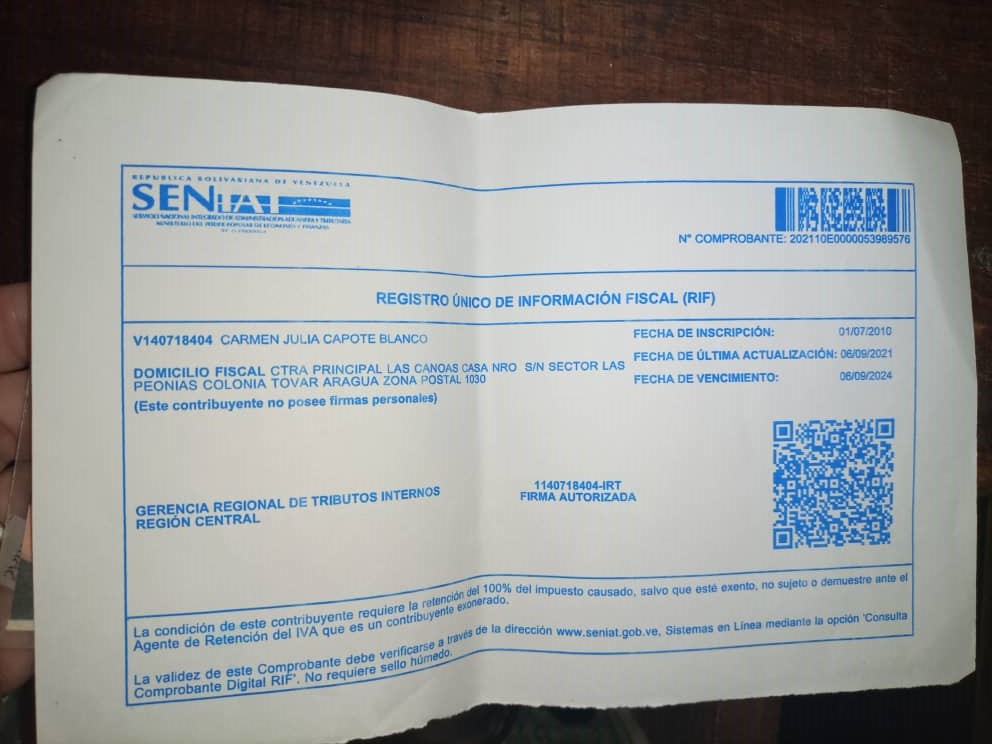 REPUBLICA BOLIVARIANA DE VENEZUELA
SENIAT
SERVICIO NACIONAL INTEGRADO DE ADMINISTRACION ADUANERA Y TRIBUTARIA
MINISTERIO DEL PODER POPULAR DE ECONOMIA Y FINANZAS
N° COMPROBANTE: 202110E0000053989576
REGISTRO ÚNICO DE INFORMACIÓN FISCAL (RIF)
V140718404 CARMEN JULIA CAPOTE BLANCO
DOMICILIO FISCAL CTRA PRINCIPAL LAS CANOAS CASA NRO S/N SECTOR LAS
PEONIAS COLONIA TOVAR ARAGUA ZONA POSTAL 1030
(Este contribuyente no posee firmas personales)
FECHA DE INSCRIPCIÓN: 01/07/2010
FECHA DE ÚLTIMA ACTUALIZACIÓN: 06/09/2021
FECHA DE VENCIMIENTO: 06/09/2024
GERENCIA REGIONAL DE TRIBUTOS INTERNOS
REGIÓN CENTRAL
1140718404-IRT
FIRMA AUTORIZADA
La condición de este contribuyente requiere la retención del 100% del impuesto causado, salvo que esté exento, no sujeto o demuestre ante el
Agente de Retención del IVA que es un contribuyente exonerado.
La validez de este Comprobante debe verificarse a través de la dirección www.seniat.gob.ve, Sistemas en Línea mediante la opción 'Consulta
Comprobante Digital RIF'. No requiere sello húmedo.